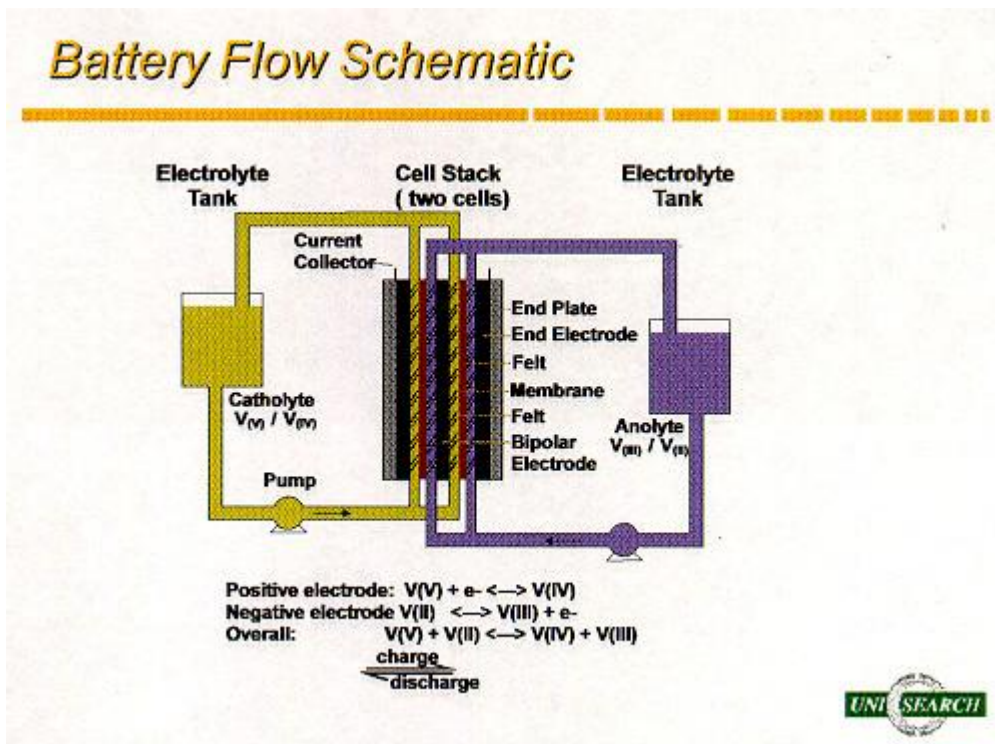 Battery Flow Schematic
Electrolyte
Tank
Cell Stack
( two cells)
Electrolyte
Tank
Current
Collector
End Plate
End Electrode
Felt
Membrane
Felt
Bipolar
Electrode
Catholyte
V(V) / V(IV)
Anolyte
V(III) / V(II)
Pump
Positive electrode: V(V) + e- <—> V(IV)
Negative electrode V(II) <—> V(III) + e-
Overall: V(V) + V(II) <—> V(IV) + V(III)
charge
discharge
UNI SEARCH